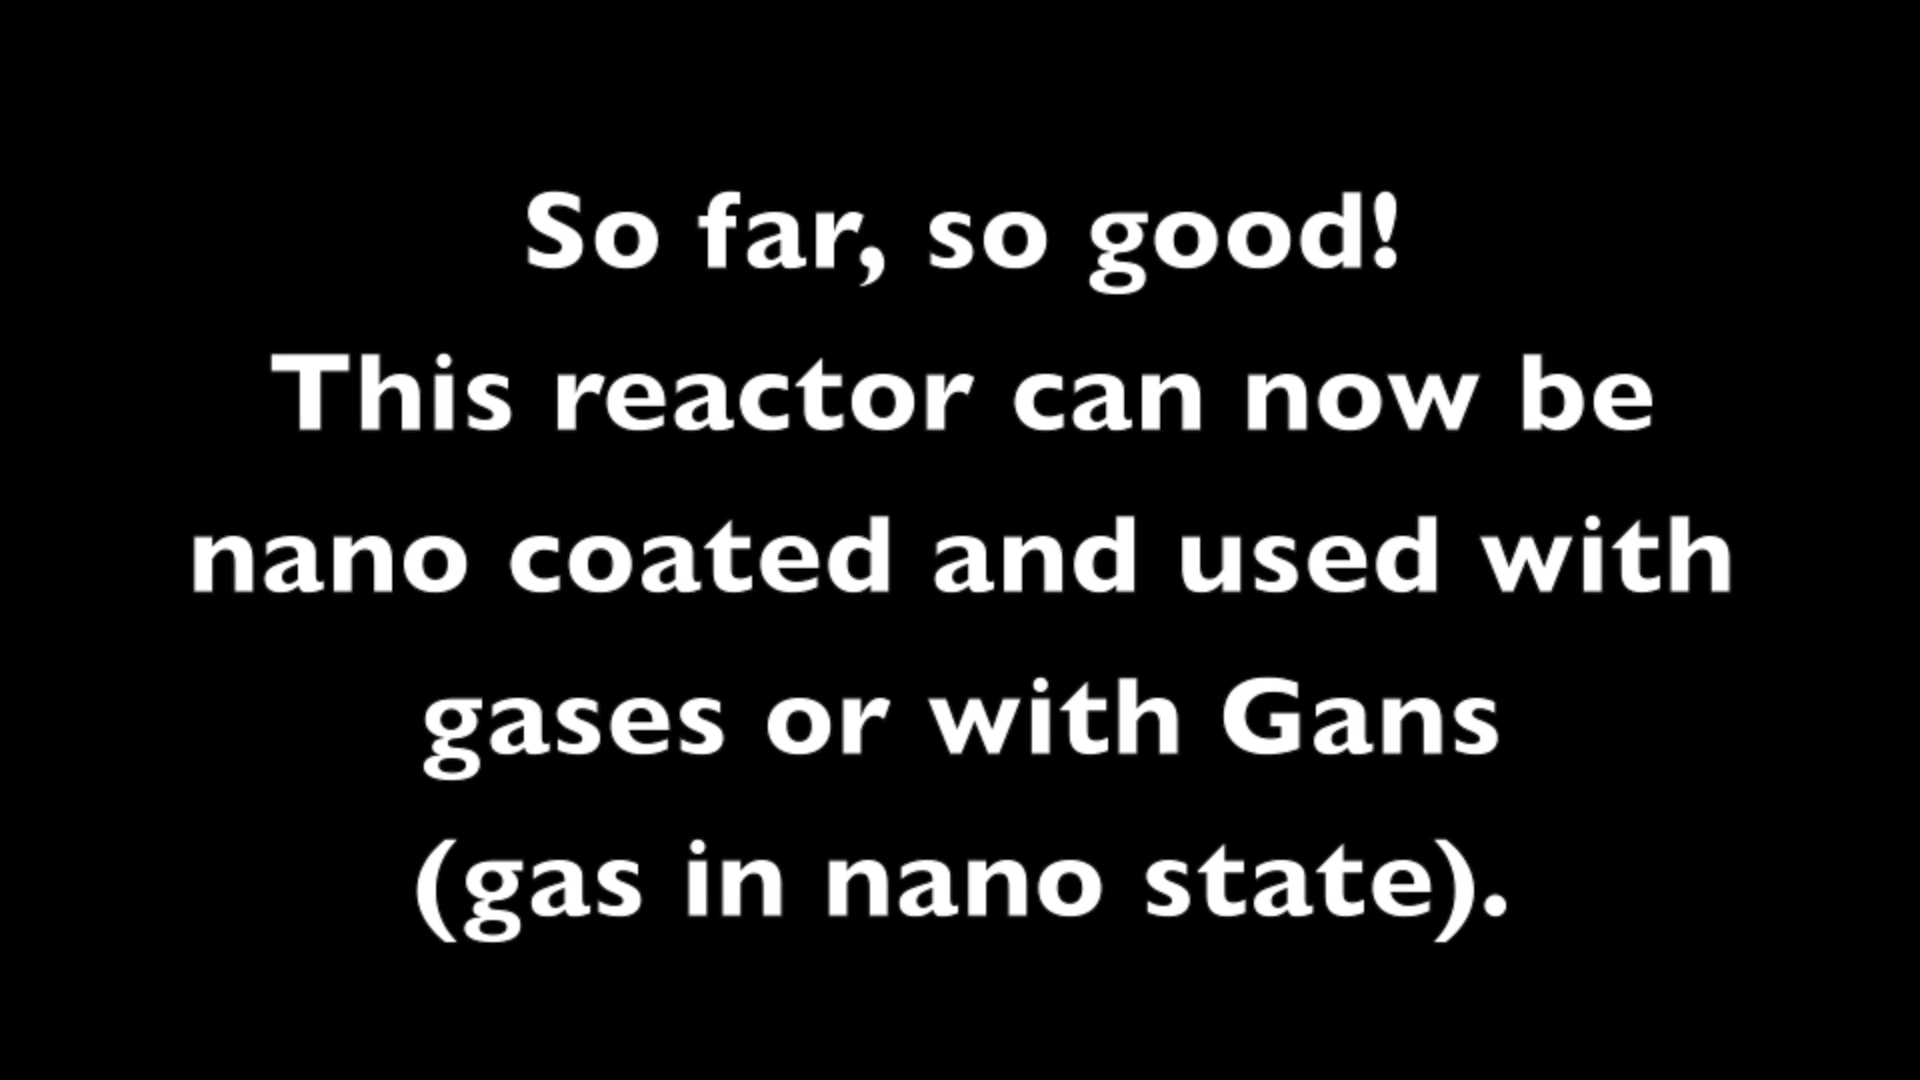 So far, so good!
This reactor can now be
nano coated and used with
gases or with Gans
(gas in nano state).